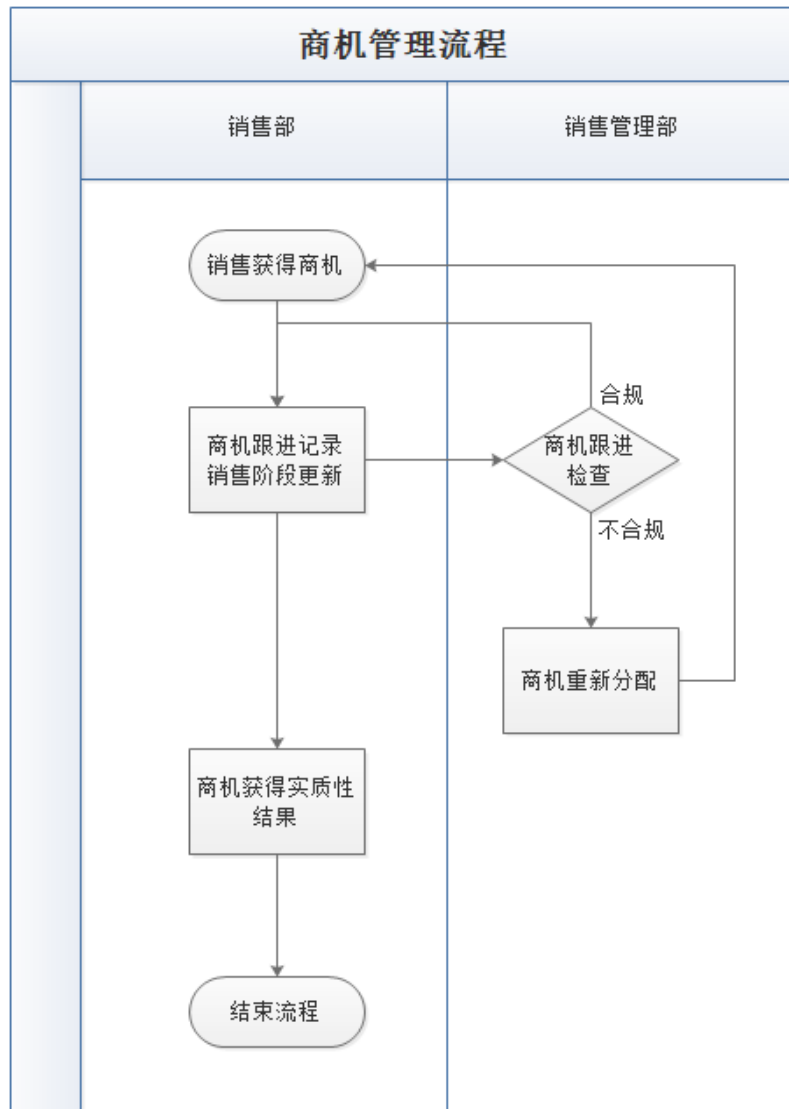 商机管理流程
销售部
销售管理部
销售获得商机
合规
商机跟进记录
销售阶段更新
商机跟进
检查
不合规
商机重新分配
商机获得实质性
结果
结束流程